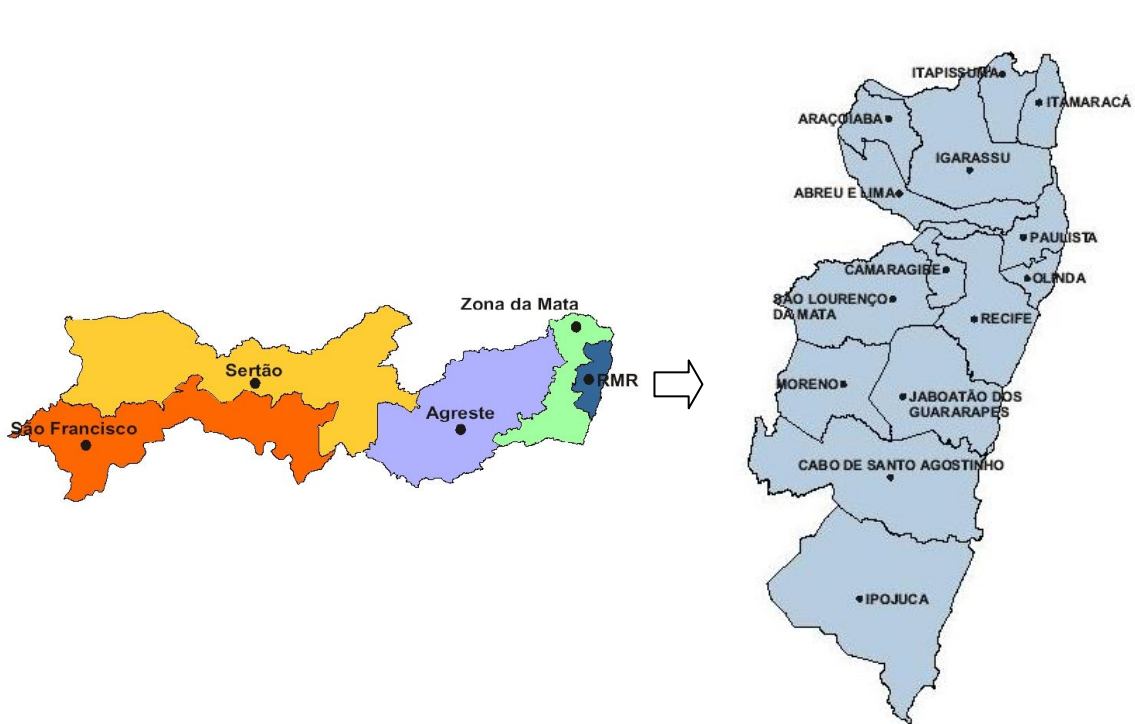 Zona da Mata
Sertão
RMR
Agreste
São Francisco
ITAPISSUMA
ITAMARACÁ
ARAÇOIABA
IGARASSU
ABREU E LIMA
PAULISTA
CAMARAGIBE
OLINDA
SÃO LOURENÇO
DA MATA
RECIFE
MORENO
JABOATÃO DOS
GUARARAPES
CABO DE SANTO AGOSTINHO
IPOJUCA